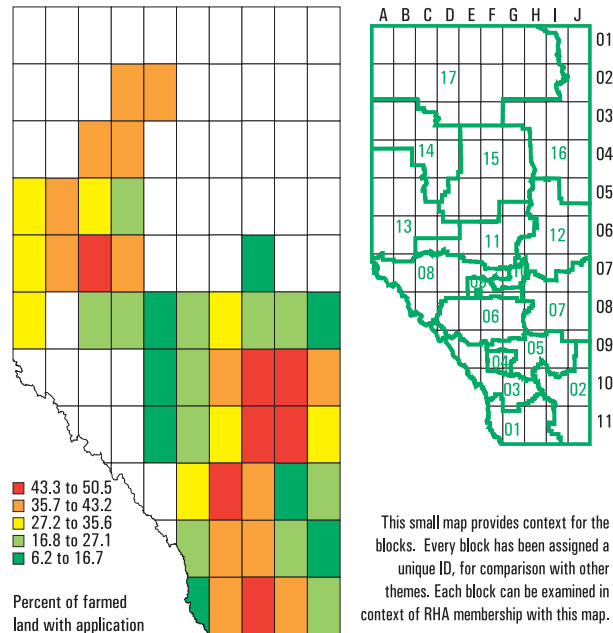 43.3 to 50.5
35.7 to 43.2
27.2 to 35.6
16.8 to 27.1
6.2 to 16.7
Percent of farmed
land with application
A B C D E F G H I J
01
02
03
04
05
06
07
08
09
10
11
17
14
15
16
13
11
12
08
10
09
06
07
05
04
03
02
01
This small map provides context for the
blocks. Every block has been assigned a
unique ID, for comparison with other
themes. Each block can be examined in
context of RHA membership with this map.